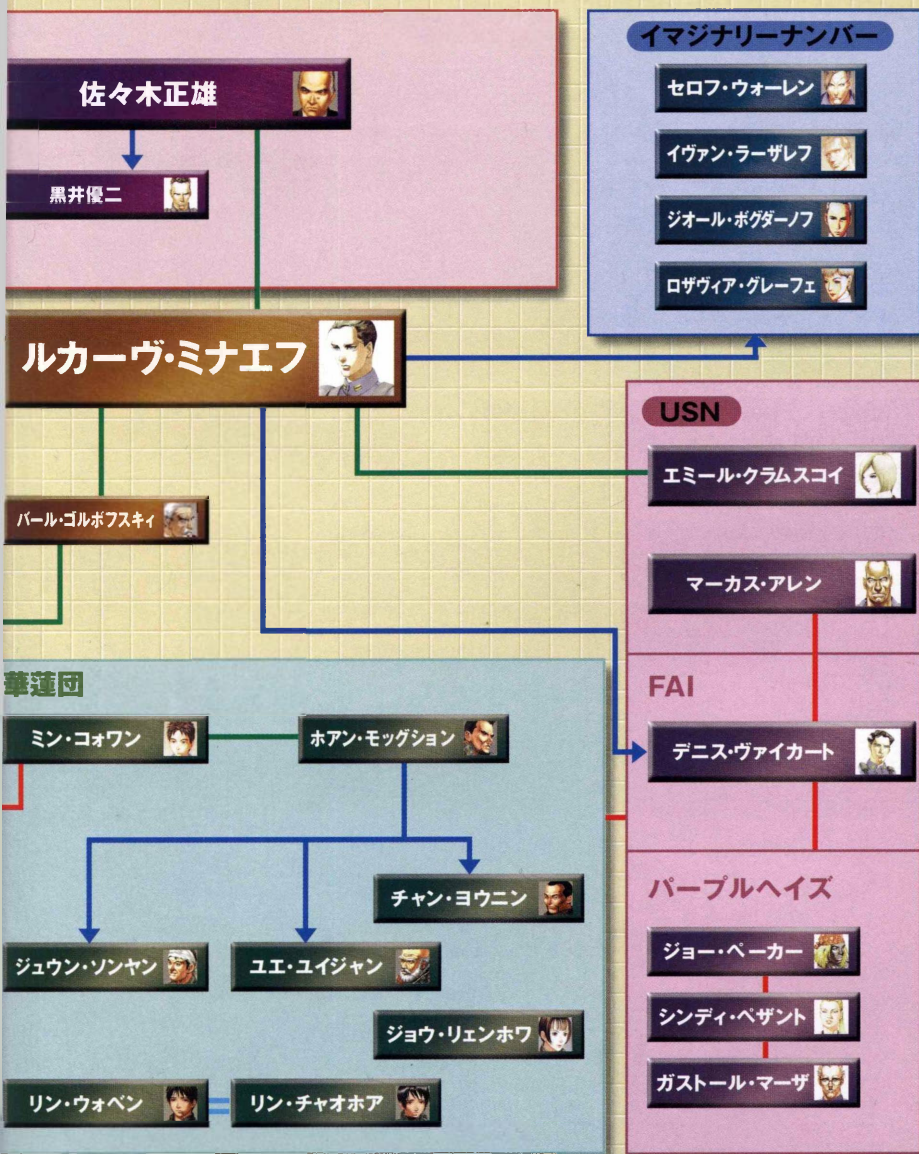 イマジナリーナンバー
佐々木正雄
セロフ・ウォーレン
黒井優二
イヴァン・ラーザレフ
ジオール・ボグダーノフ
ロザヴィア・グレーフェ
ルカーヴ・ミナエフ
USN
エミール・クラムスコイ
バール・ゴルボフスキィ
マーカス・アレン
華蓮団
FAI
ミン・コォワン
ホアン・モッグション
デニス・ヴァイカート
パープルヘイズ
チャン・ヨウニン
ジョー・ペーカー
ジュウン・ソンヤン
ユエ・ユイジャン
シンディ・ペザント
ジョウ・リェンホワ
ガストール・マーザ
リン・ウォベン
リン・チャオホア